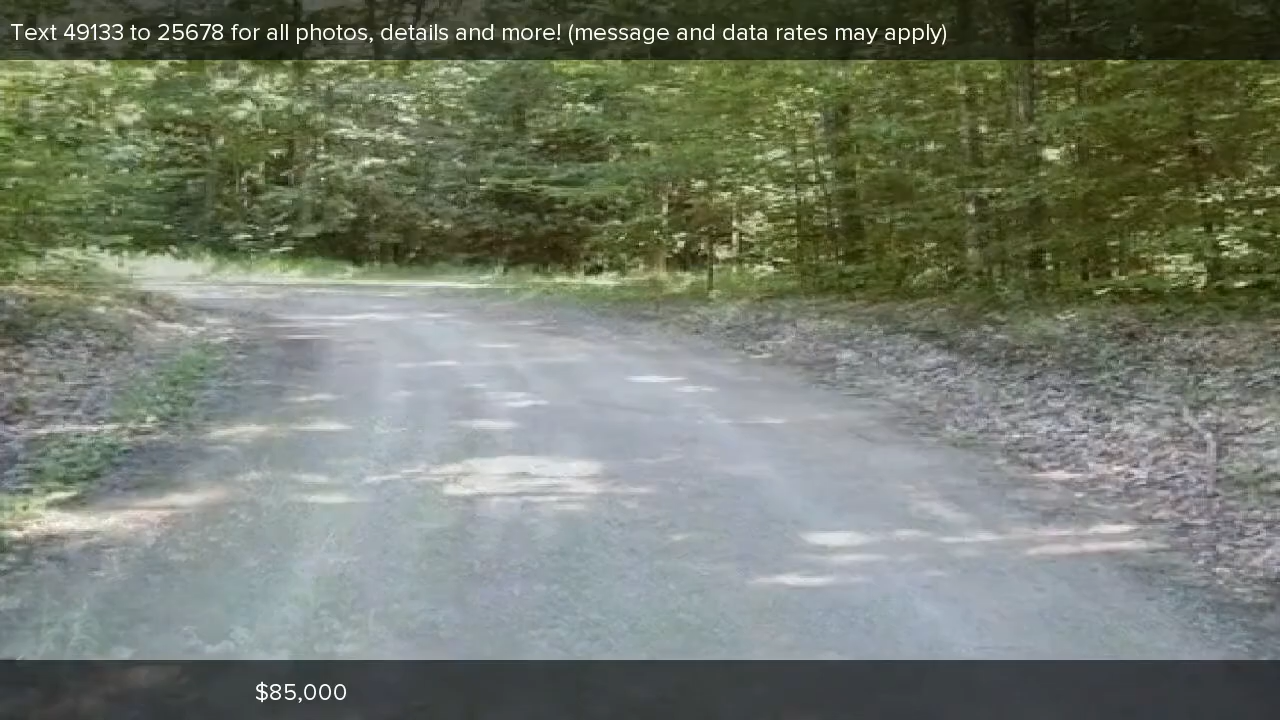 Text 49133 to 25678 for all photos, details and more! (message and data rates may apply)
$85,000